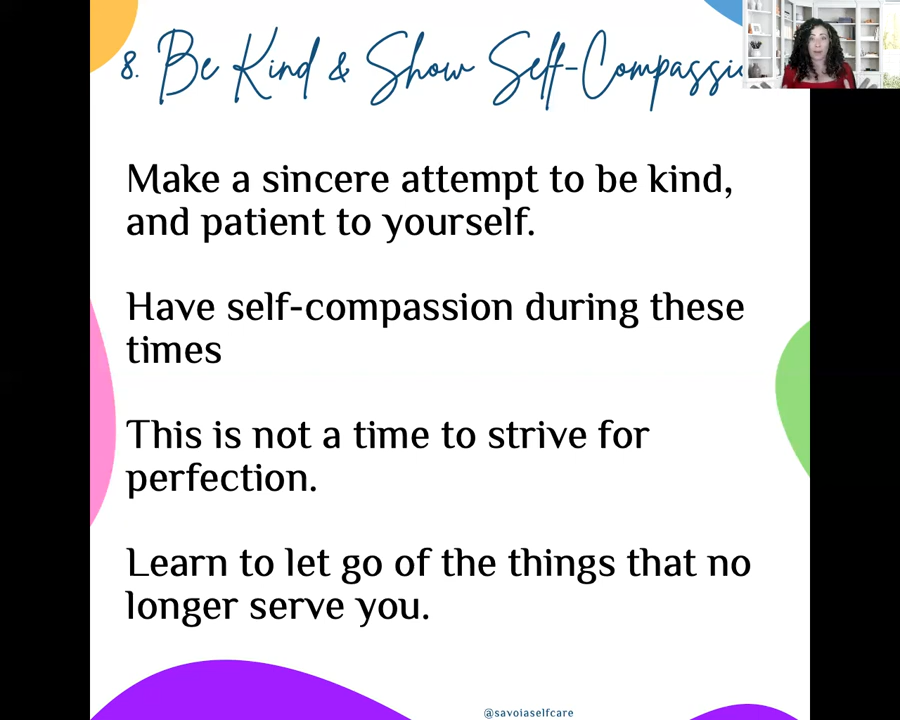 8. Be Kind & Show Self-Compassi
Make a sincere attempt to be kind,
and patient to yourself.
Have self-compassion during these
times
This is not a time to strive for
perfection.
Learn to let go of the things that no
longer serve you.
@savoiaselfcare